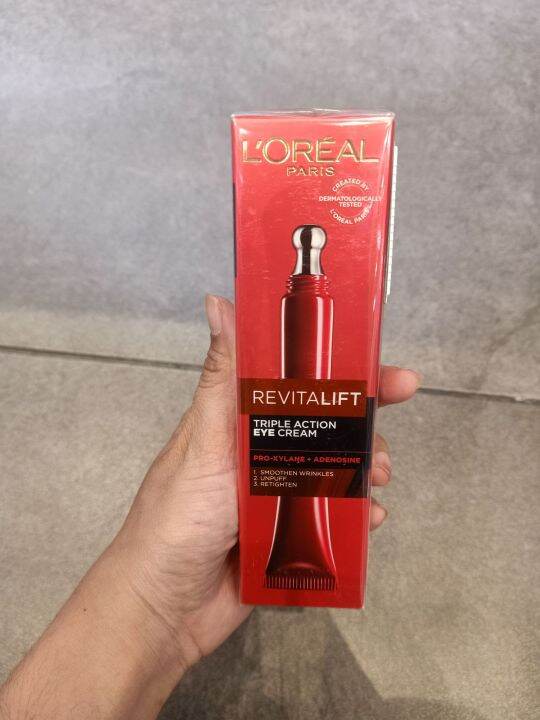 L'ORÉAL
PARIS
CREATED BY
DERMATOLOGICALLY
TESTED
L'ORÉAL PARIS
REVITALIFT
TRIPLE ACTION
EYE CREAM
PRO-XYLANE + ADENOSINE
1. SMOOTHEN WRINKLES
2. UNPUFF
3. RETIGHTEN